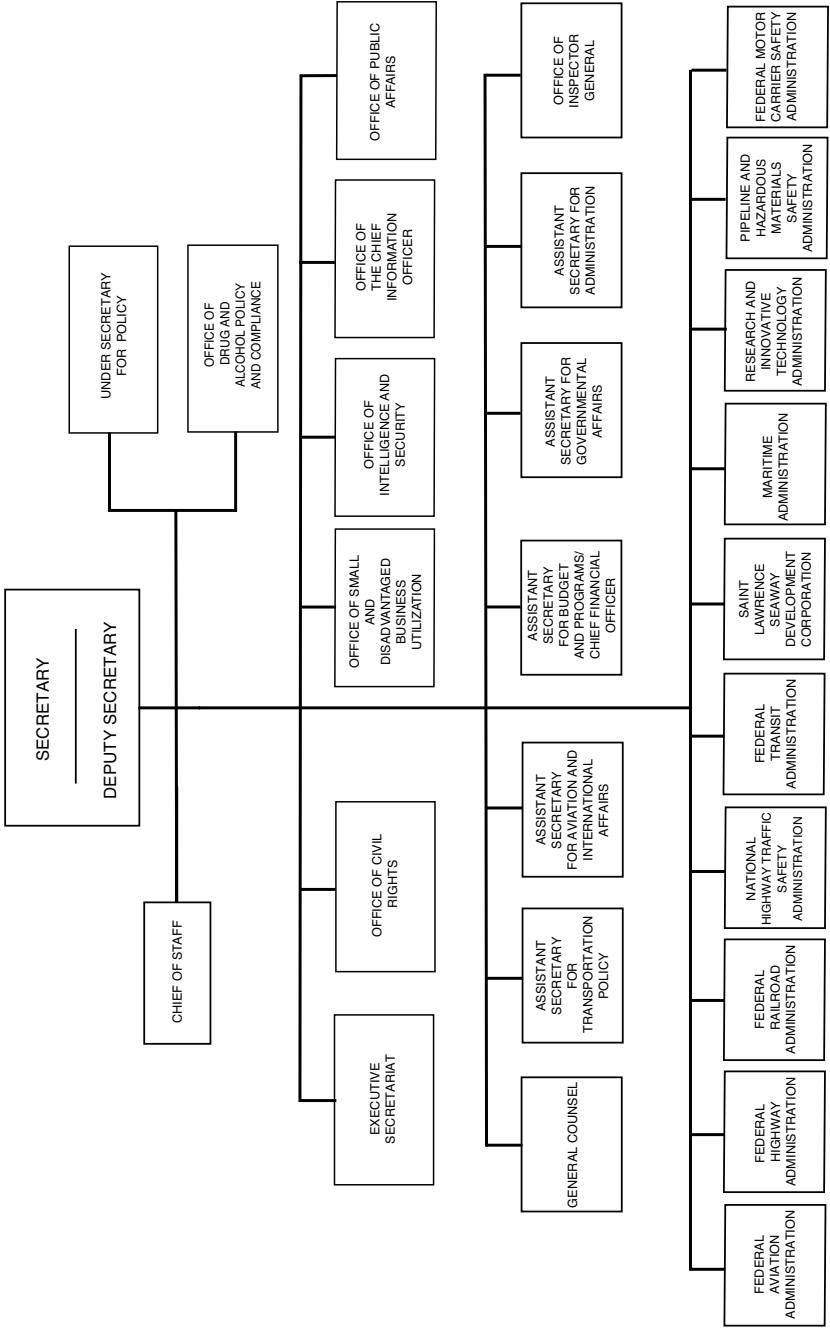 SECRETARY
DEPUTY SECRETARY
CHIEF OF STAFF
UNDER SECRETARY
FOR POLICY
OFFICE OF
DRUG AND
ALCOHOL POLICY
AND COMPLIANCE
EXECUTIVE
SECRETARIAT
OFFICE OF CIVIL
RIGHTS
OFFICE OF SMALL
AND
DISADVANTAGED
BUSINESS
UTILIZATION
OFFICE OF
INTELLIGENCE AND
SECURITY
OFFICE OF
THE CHIEF
INFORMATION
OFFICER
OFFICE OF PUBLIC
AFFAIRS
GENERAL COUNSEL
ASSISTANT
SECRETARY
FOR
TRANSPORTATION
POLICY
ASSISTANT
SECRETARY
FOR AVIATION AND
INTERNATIONAL
AFFAIRS
ASSISTANT
SECRETARY
FOR BUDGET
AND PROGRAMS/
CHIEF FINANCIAL
OFFICER
ASSISTANT
SECRETARY FOR
GOVERNMENTAL
AFFAIRS
ASSISTANT
SECRETARY FOR
ADMINISTRATION
OFFICE OF
INSPECTOR
GENERAL
FEDERAL
AVIATION
ADMINISTRATION
FEDERAL
HIGHWAY
ADMINISTRATION
FEDERAL
RAILROAD
ADMINISTRATION
NATIONAL
HIGHWAY TRAFFIC
SAFETY
ADMINISTRATION
FEDERAL
TRANSIT
ADMINISTRATION
SAINT
LAWRENCE
SEAWAY
DEVELOPMENT
CORPORATION
MARITIME
ADMINISTRATION
RESEARCH AND
INNOVATIVE
TECHNOLOGY
ADMINISTRATION
PIPELINE AND
HAZARDOUS
MATERIALS
SAFETY
ADMINISTRATION
FEDERAL MOTOR
CARRIER SAFETY
ADMINISTRATION